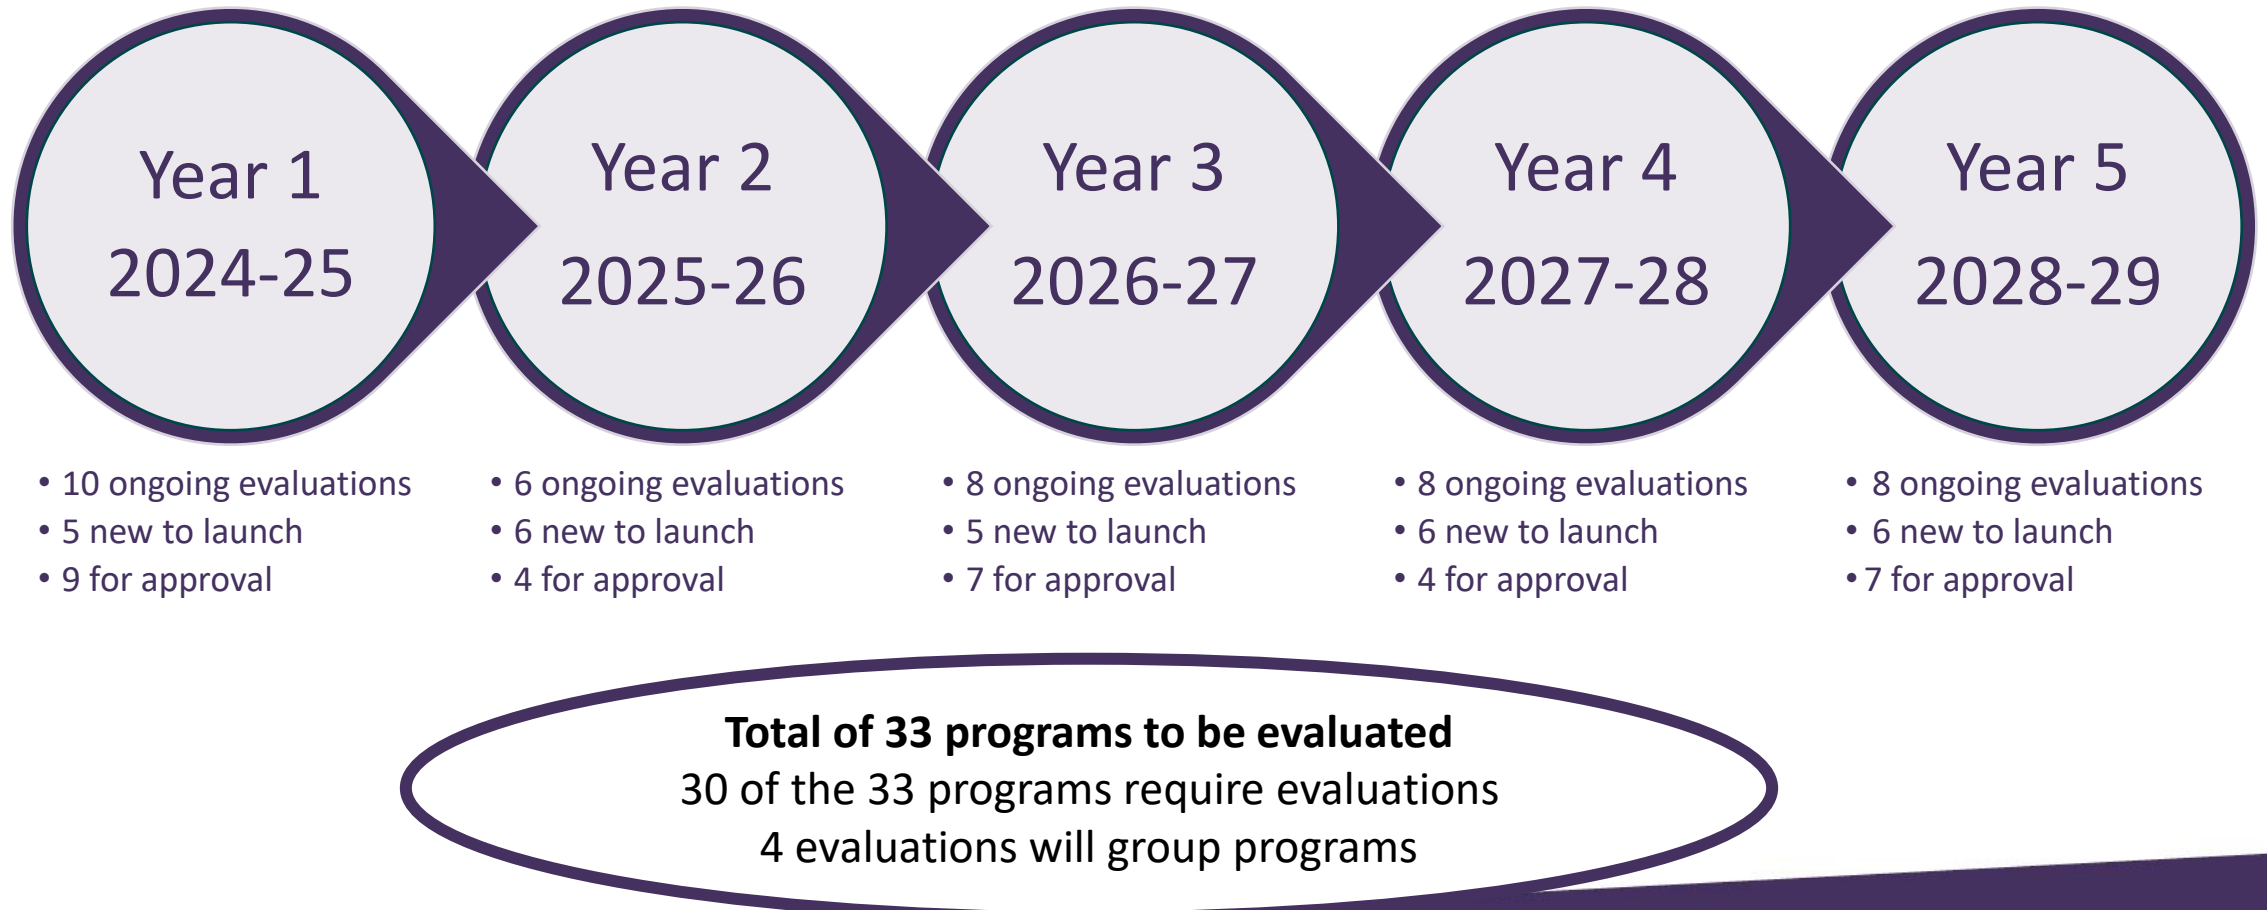 Year 1
2024-25
Year 2
2025-26
Year 3
2026-27
Year 4
2027-28
Year 5
2028-29
• 10 ongoing evaluations
• 5 new to launch
• 9 for approval
• 6 ongoing evaluations
• 6 new to launch
• 4 for approval
• 8 ongoing evaluations
• 5 new to launch
• 7 for approval
• 8 ongoing evaluations
• 6 new to launch
• 4 for approval
• 8 ongoing evaluations
• 6 new to launch
• 7 for approval
Total of 33 programs to be evaluated
30 of the 33 programs require evaluations
4 evaluations will group programs